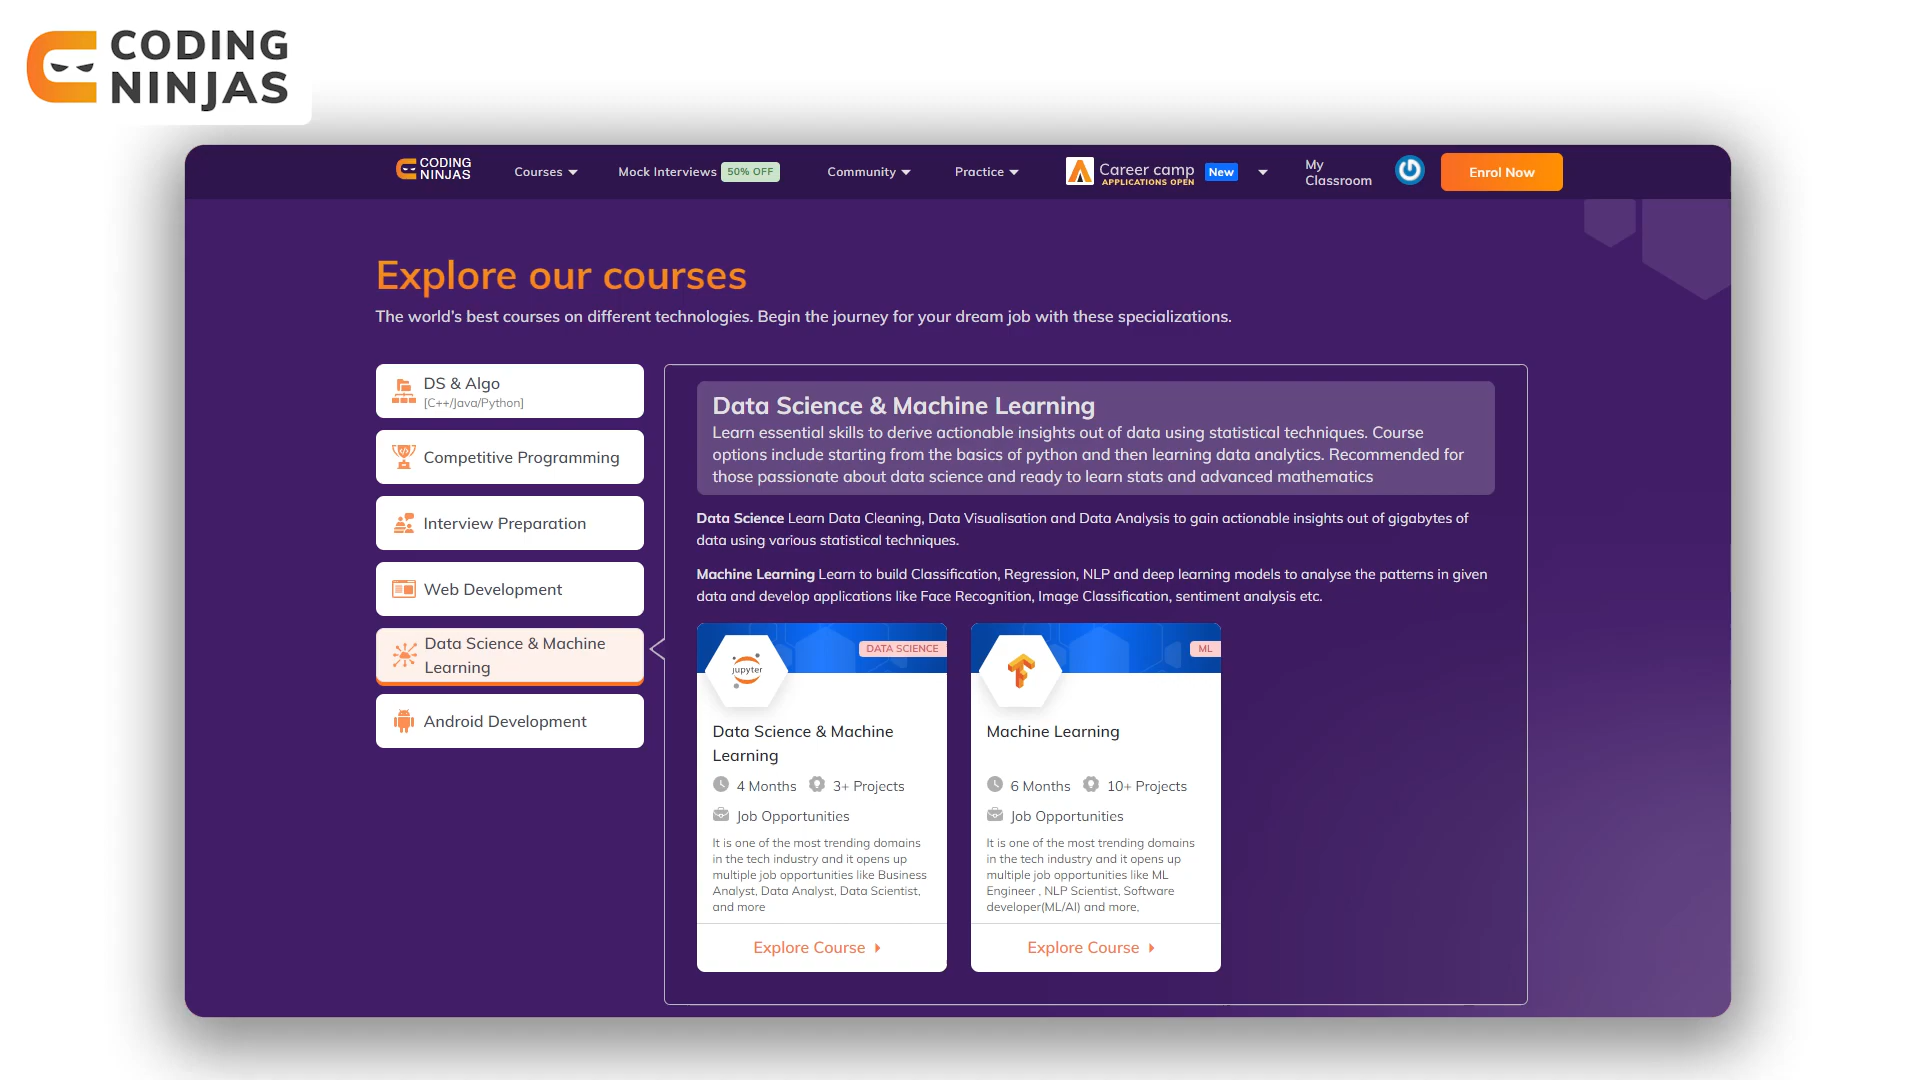 CODING
NINJAS
CODING
NINJAS
Courses
Mock Interviews 50% OFF
Community
Practice
Career camp
APPLICATIONS OPEN
New
My
Classroom
Enrol Now
Explore our courses
The world's best courses on different technologies. Begin the journey for your dream job with these specializations.
DS & Algo
[C++/Java/Python]
Competitive Programming
Interview Preparation
Web Development
Data Science & Machine
Learning
Android Development
Data Science & Machine Learning
Learn essential skills to derive actionable insights out of data using statistical techniques. Course
options include starting from the basics of python and then learning data analytics. Recommended for
those passionate about data science and ready to learn stats and advanced mathematics
Data Science Learn Data Cleaning, Data Visualisation and Data Analysis to gain actionable insights out of gigabytes of
data using various statistical techniques.
Machine Learning Learn to build Classification, Regression, NLP and deep learning models to analyse the patterns in given
data and develop applications like Face Recognition, Image Classification, sentiment analysis etc.
DATA SCIENCE
jupyter
Data Science & Machine
Learning
4 Months 3+ Projects
Job Opportunities
It is one of the most trending domains
in the tech industry and it opens up
multiple job opportunities like Business
Analyst, Data Analyst, Data Scientist,
and more
Explore Course
ML
Machine Learning
6 Months 10+ Projects
Job Opportunities
It is one of the most trending domains
in the tech industry and it opens up
multiple job opportunities like ML
Engineer , NLP Scientist, Software
developer(ML/AI) and more,
Explore Course